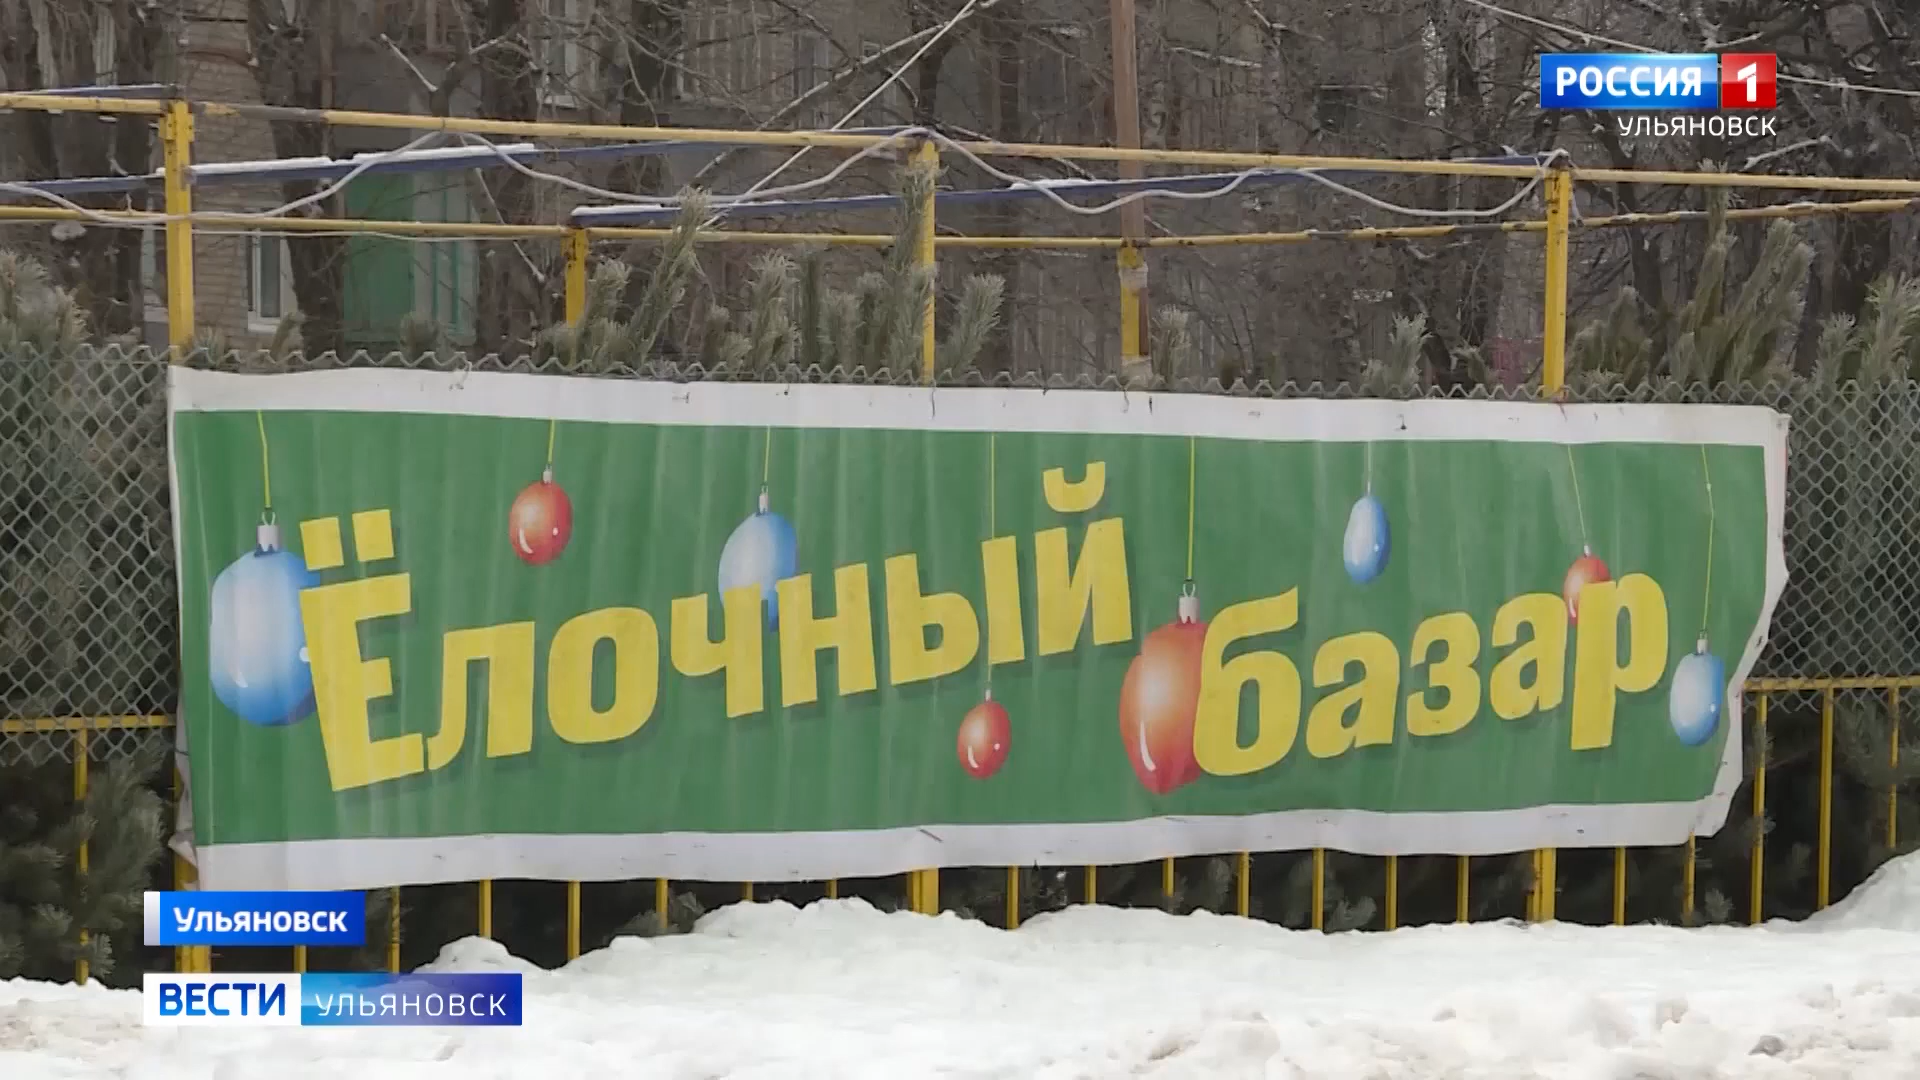 РОССИЯ 1
УЛЬЯНОВСК
Ёлочный базар
Ульяновск
ВЕСТИ УЛЬЯНОВСК